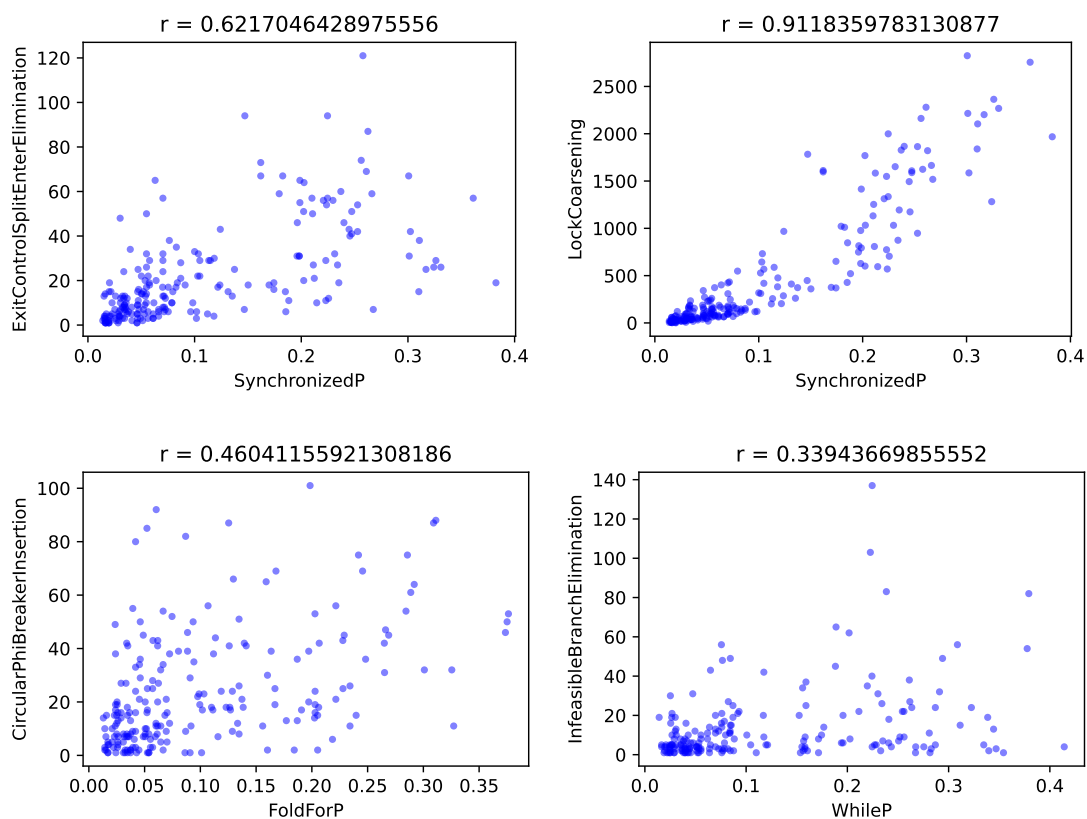 r = 0.6217046428975556
ExitControlSplitEnterElimination
120
100
80
60
40
20
0
0.0 0.1 0.2 0.3 0.4
SynchronizedP
r = 0.9118359783130877
LockCoarsening
2500
2000
1500
1000
500
0
0.0 0.1 0.2 0.3 0.4
SynchronizedP
r = 0.46041155921308186
CircularPhiBreakerInsertion
100
80
60
40
20
0
0.00 0.05 0.10 0.15 0.20 0.25 0.30 0.35
FoldForP
r = 0.33943669855552
InfeasibleBranchElimination
140
120
100
80
60
40
20
0
0.0 0.1 0.2 0.3 0.4
WhileP